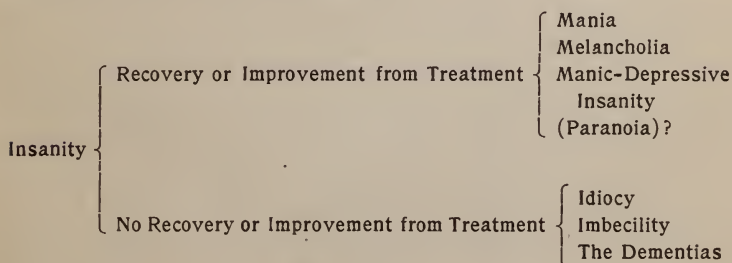 Mania
Melancholia
Recovery or Improvement from Treatment
Manic-Depressive
Insanity
(Paranoia)?
Insanity
Idiocy
No Recovery or Improvement from Treatment
Imbecility
The Dementias